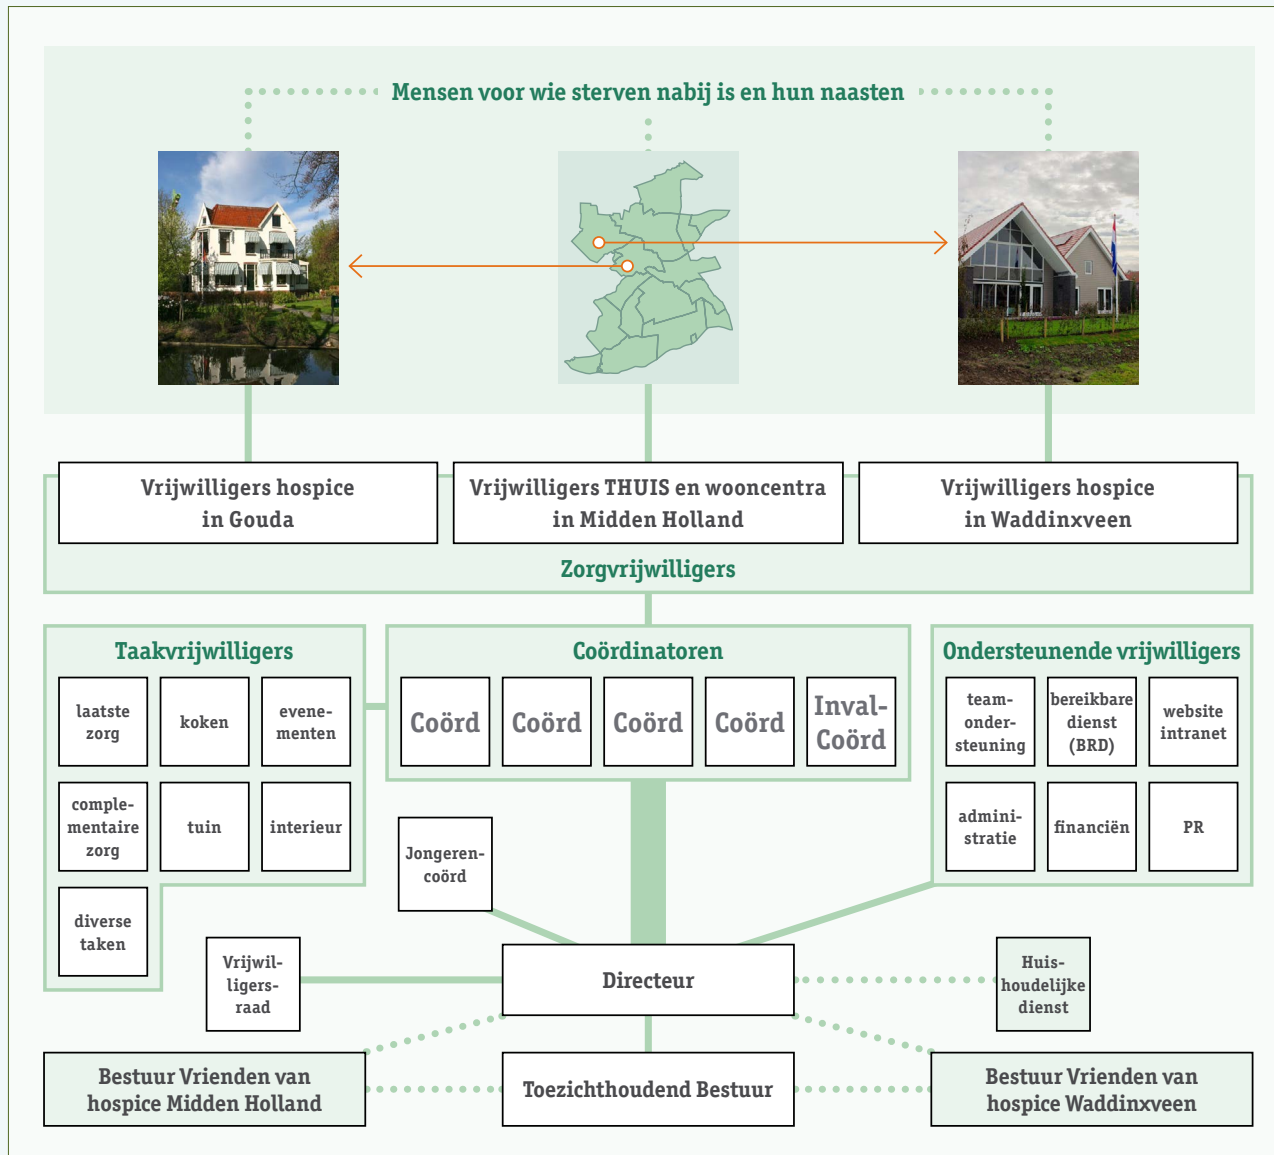 Mensen voor wie sterven nabij is en hun naasten
Vrijwilligers hospice
in Gouda
Vrijwilligers THUIS en wooncentra
in Midden Holland
Vrijwilligers hospice
in Waddinxveen
Zorgvrijwilligers
Taakvrijwilligers
laatste
zorg
koken
evene-
menten
comple-
mentaire
zorg
tuin
interieur
diverse
taken
Coördinatoren
Coörd
Coörd
Coörd
Coörd
Inval-
Coörd
Ondersteunende vrijwilligers
team-
onder-
steuning
bereikbare
dienst
(BRD)
website
intranet
admini-
stratie
financiën
PR
Jongeren-
coörd
Vrijwil-
ligers-
raad
Directeur
Huis-
houdelijke
dienst
Bestuur Vrienden van
hospice Midden Holland
Toezichthoudend Bestuur
Bestuur Vrienden van
hospice Waddinxveen